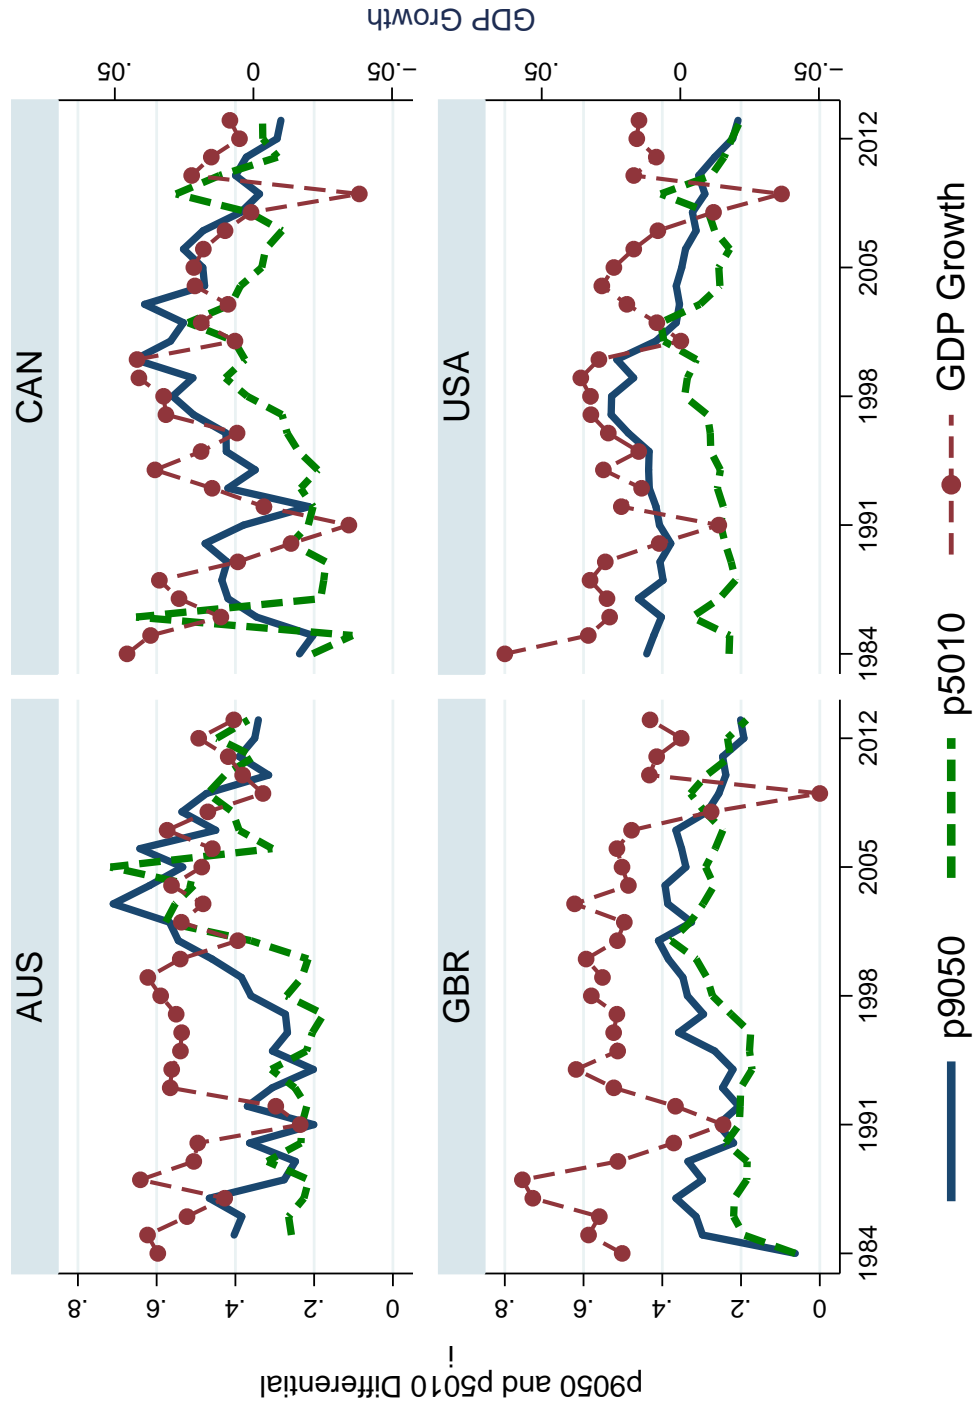 AUS
CAN
GBR
USA
.8
.6
.4
.2
0
.05
0
-.05
.8
.6
.4
.2
0
.05
0
-.05
1984
1991
1998
2005
2012
1984
1991
1998
2005
2012
p9050 and p5010 Differential
i
GDP Growth
p9050
p5010
GDP Growth